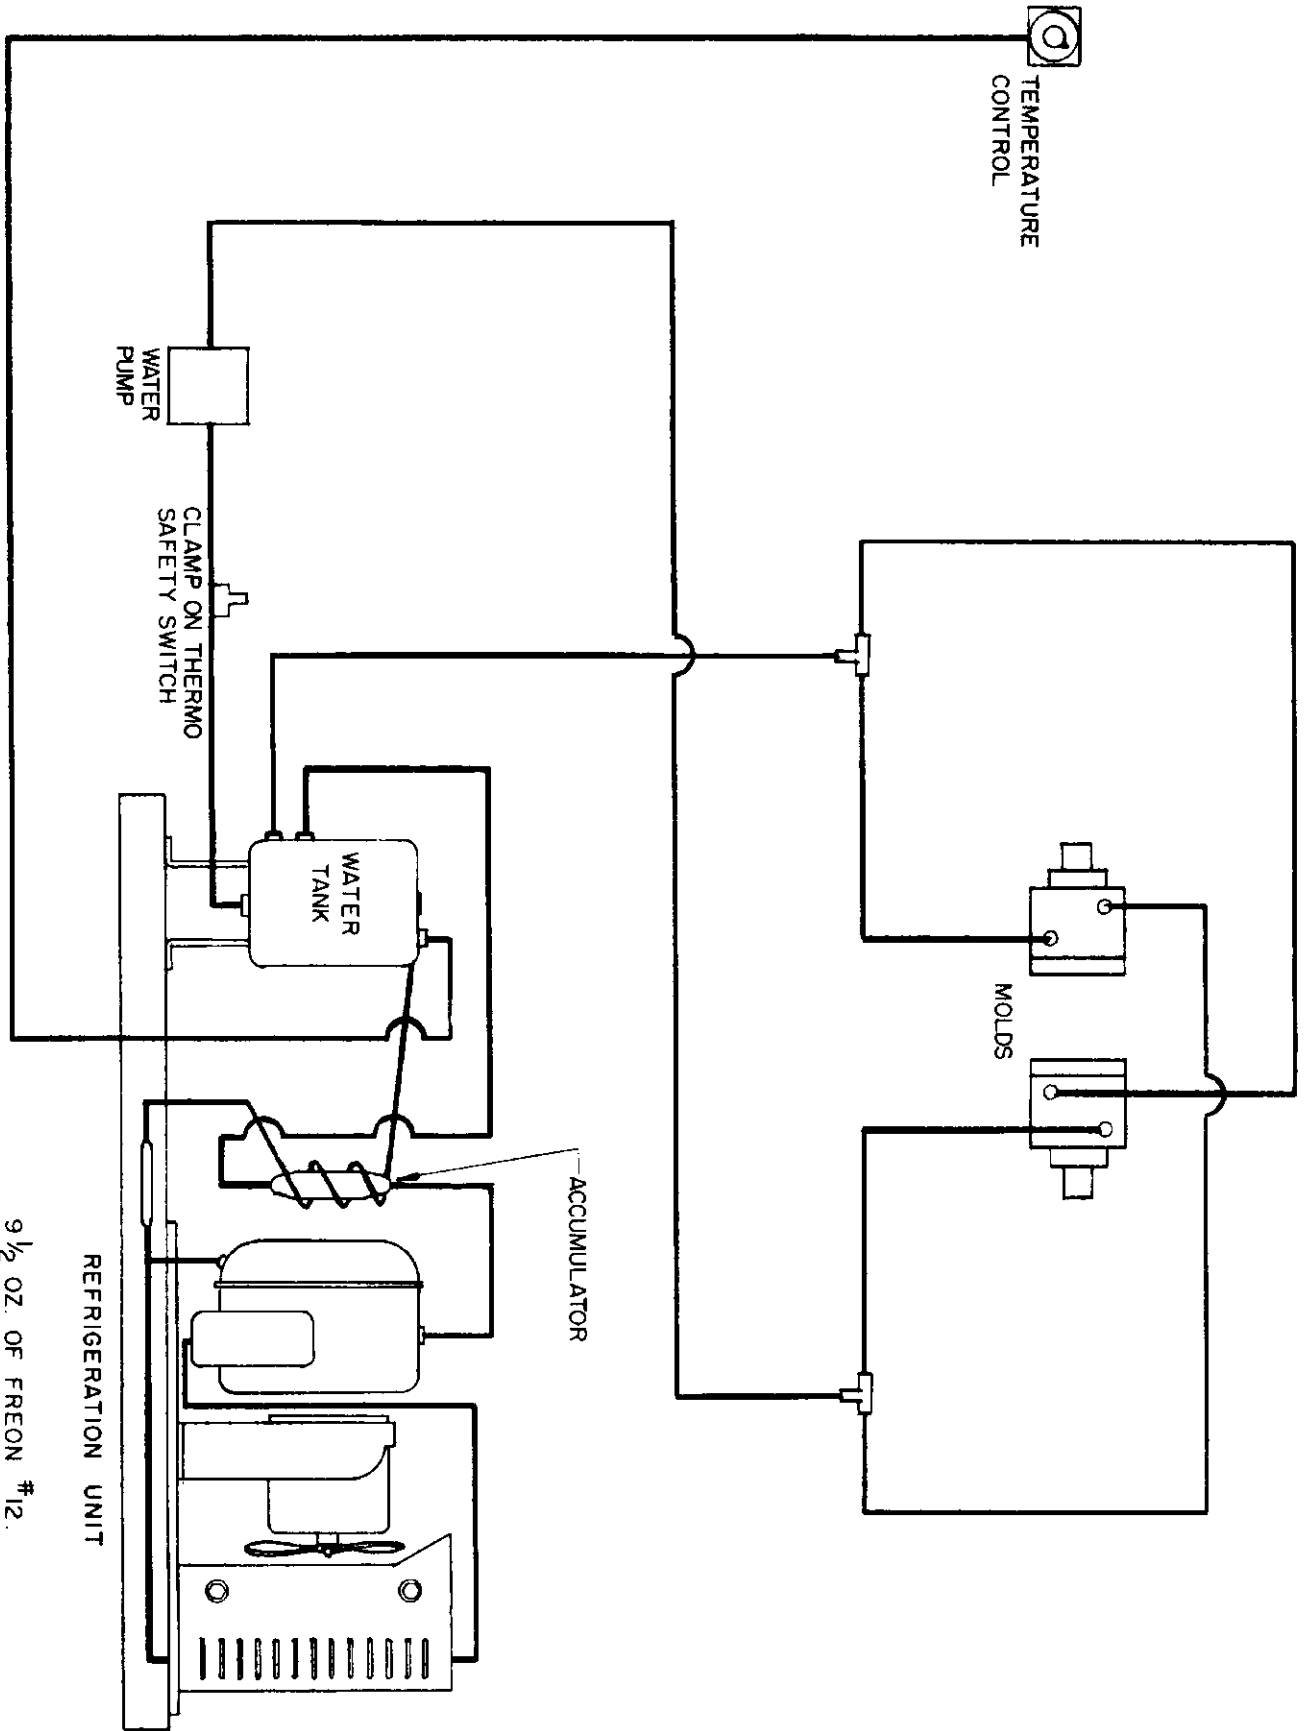 TEMPERATURE
CONTROL
MOLDS
ACCUMULATOR
WATER
TANK
CLAMP ON THERMO
SAFETY SWITCH
WATER
PUMP
REFRIGERATION UNIT
9½ OZ. OF FREON #12.